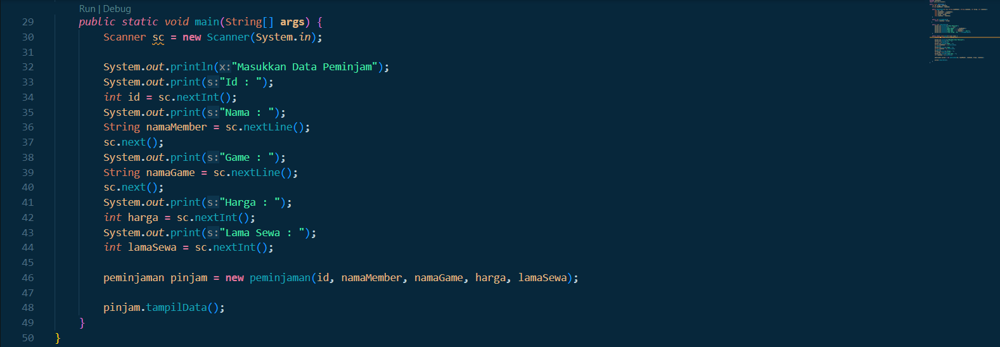 Run | Debug
29 public static void main(String[] args) {
30 Scanner sc = new Scanner(System.in);
31
32 System.out.println(x:"Masukkan Data Peminjam");
33 System.out.print(s:"Id : ");
34 int id = sc.nextInt();
35 System.out.print(s:"Nama : ");
36 String namaMember = sc.nextLine();
37 sc.next();
38 System.out.print(s:"Game : ");
39 String namaGame = sc.nextLine();
40 sc.next();
41 System.out.print(s:"Harga : ");
42 int harga = sc.nextInt();
43 System.out.print(s:"Lama Sewa : ");
44 int lamaSewa = sc.nextInt();
45
46 peminjaman pinjam = new peminjaman(id, namaMember, namaGame, harga, lamaSewa);
47
48 pinjam.tampilData();
49 }
50 }